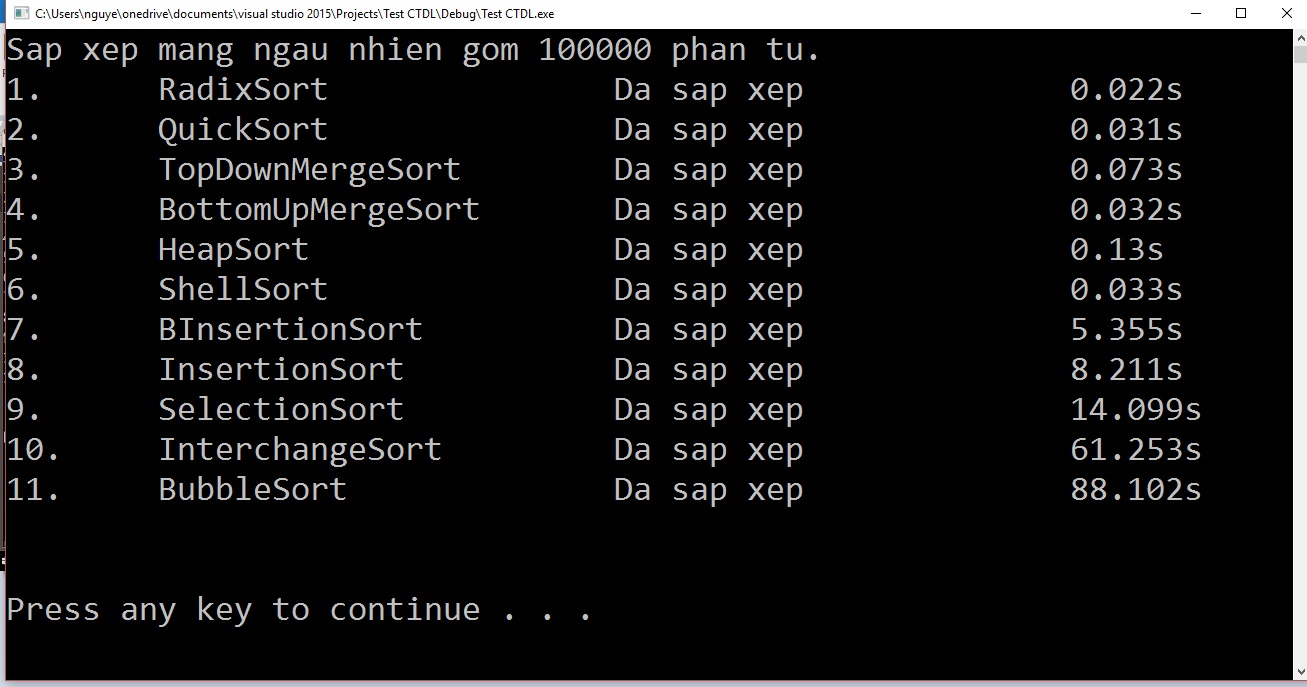 C:\Users\nguye\onedrive\documents\visual studio 2015\Projects\Test CTDL\Debug\Test CTDL.exe
Sap xep mang ngau nhien gom 100000 phan tu.
1. RadixSort Da sap xep 0.022s
2. QuickSort Da sap xep 0.031s
3. TopDownMergeSort Da sap xep 0.073s
4. BottomUpMergeSort Da sap xep 0.032s
5. HeapSort Da sap xep 0.13s
6. ShellSort Da sap xep 0.033s
7. BInsertionSort Da sap xep 5.355s
8. InsertionSort Da sap xep 8.211s
9. SelectionSort Da sap xep 14.099s
10. InterchangeSort Da sap xep 61.253s
11. BubbleSort Da sap xep 88.102s
Press any key to continue . . .